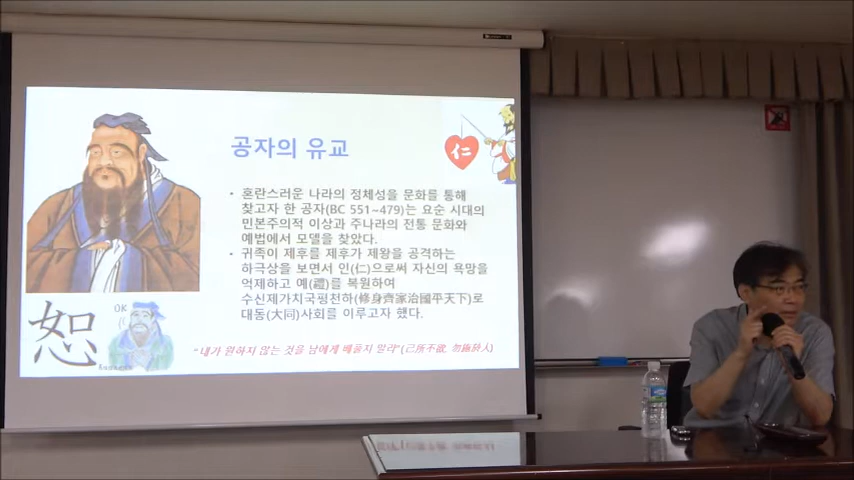 공자의 유교
仁
• 혼란스러운 나라의 정체성을 문화를 통해
찾고자 한 공자(BC 551~479)는 요순 시대의
민본주의적 이상과 주나라의 전통 문화와
예법에서 모델을 찾았다.
• 귀족이 제후를 제후가 제왕을 공격하는
하극상을 보면서 인(仁)으로써 자신의 욕망을
억제하고 예(禮)를 복원하여
수신제가치국평천하(修身齊家治國平天下)로
대동(大同)사회를 이루고자 했다.
恕
OK
"내가 원하지 않는 것을 남에게 베풀지 말라"(己所不欲, 勿施於人)